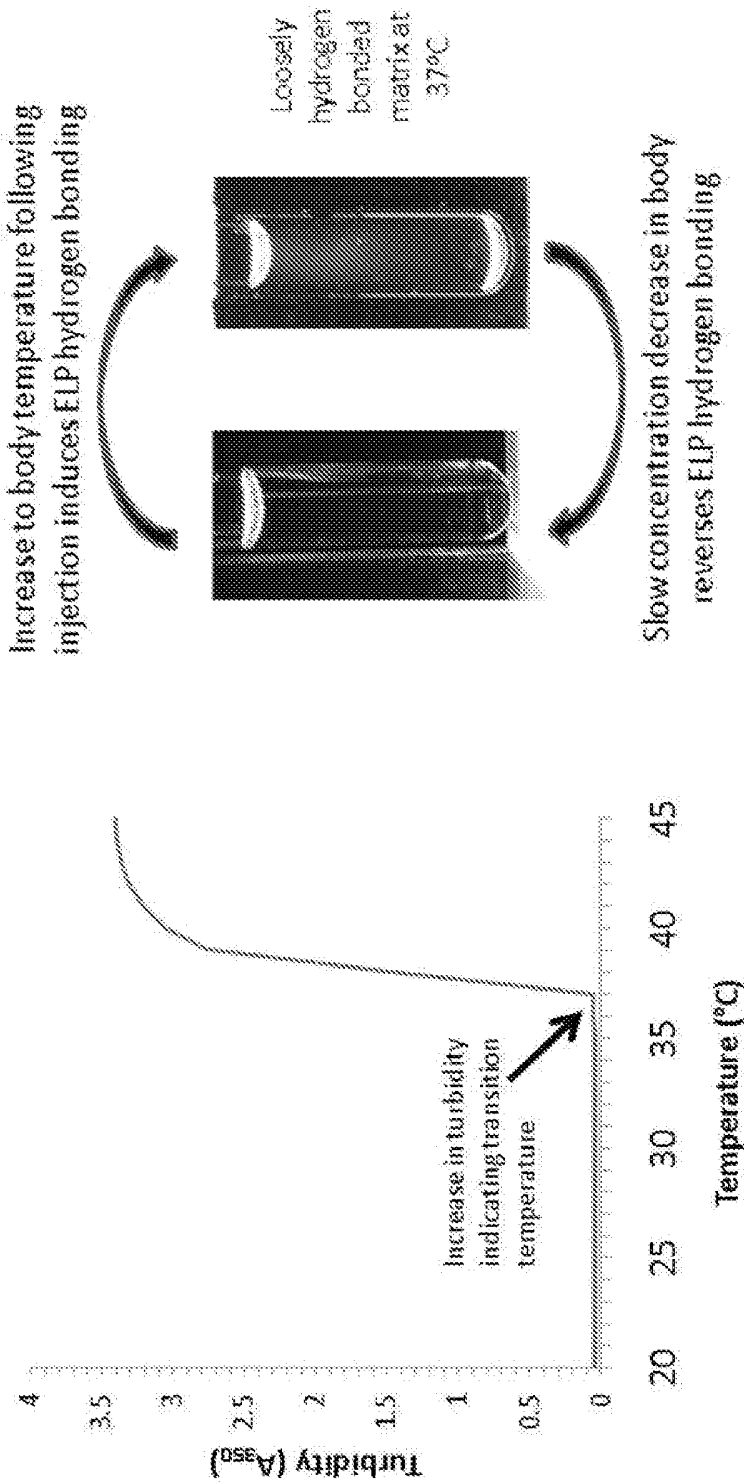 Turbidity (A350)
4
3.5
3
2.5
2
1.5
1
0.5
0
20
25
30
35
40
45
Temperature (°C)
Increase in turbidity
indicating transition
temperature
Increase to body temperature following
injection induces ELP hydrogen bonding
Loosely
hydrogen
bonded
matrix at
37°C
Slow concentration decrease in body
reverses ELP hydrogen bonding